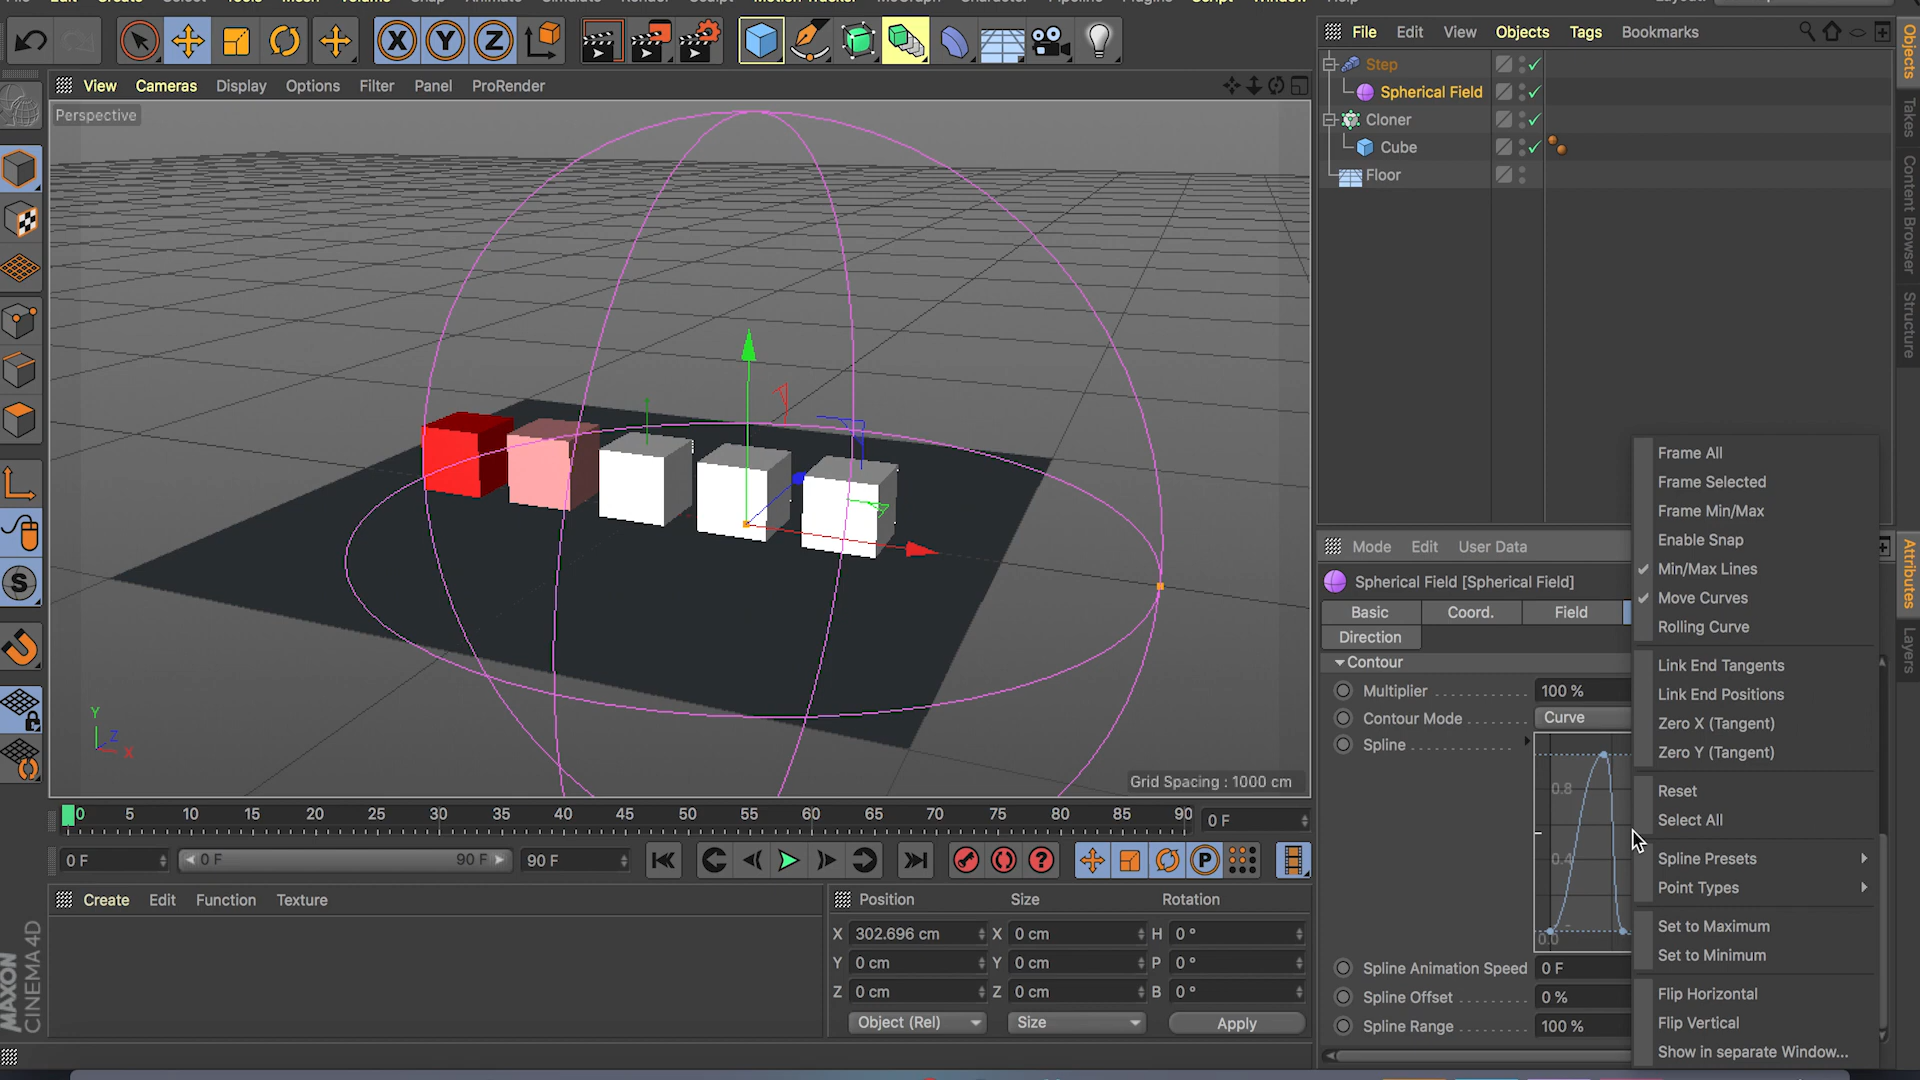 View Cameras Display Options Filter Panel ProRender
Perspective
Y
Z
X
Grid Spacing : 1000 cm
File Edit View Objects Tags Bookmarks
Step
Spherical Field
Cloner
Cube
Floor
Objects
Takes
Content Browser
Structure
Attributes
Layers
Mode Edit User Data
Spherical Field [Spherical Field]
Basic Coord. Field
Direction
Contour
Multiplier 100 %
Contour Mode Curve
Spline
0.8
0.4
0.0
Spline Animation Speed 0 F
Spline Offset 0 %
Spline Range 100 %
Frame All
Frame Selected
Frame Min/Max
Enable Snap
Min/Max Lines
Move Curves
Rolling Curve
Link End Tangents
Link End Positions
Zero X (Tangent)
Zero Y (Tangent)
Reset
Select All
Spline Presets
Point Types
Set to Maximum
Set to Minimum
Flip Horizontal
Flip Vertical
Show in separate Window...
0 5 10 15 20 25 30 35 40 45 50 55 60 65 70 75 80 85 90 0 F
0 F 0 F 90 F 90 F
Create Edit Function Texture
Position Size Rotation
X 302.696 cm X 0 cm H 0 °
Y 0 cm Y 0 cm P 0 °
Z 0 cm Z 0 cm B 0 °
Object (Rel) Size Apply
MAXON
CINEMA 4D